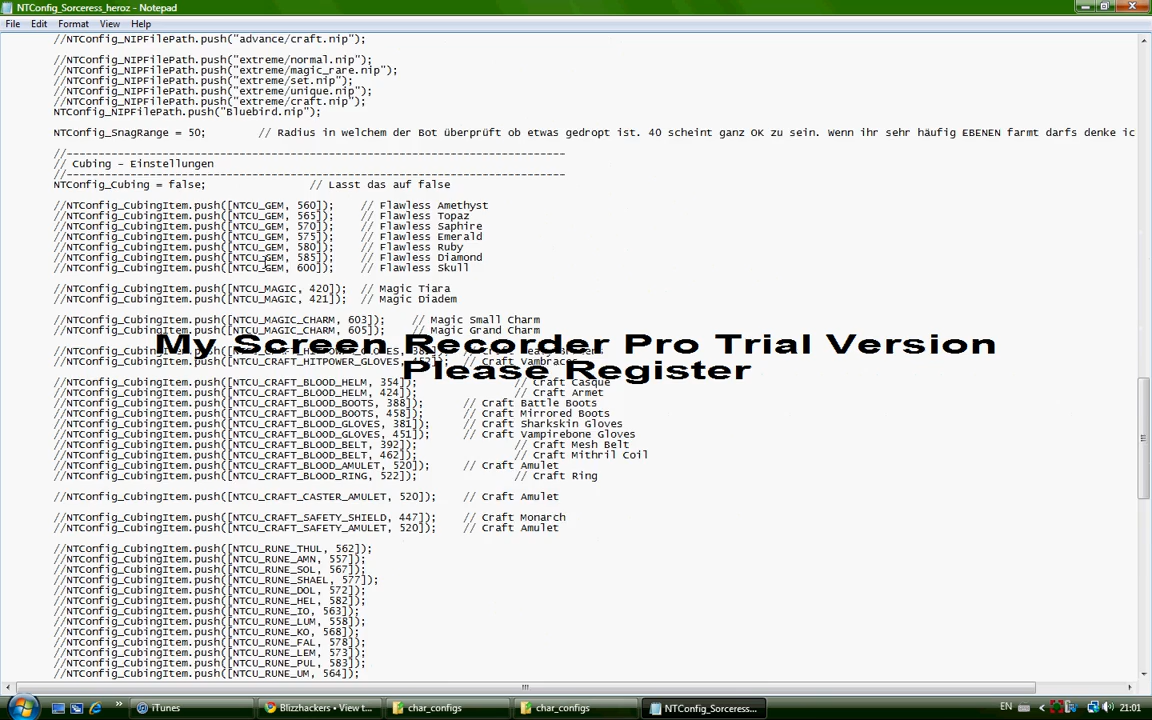 NTConfig_Sorceress_heroz - Notepad
File Edit Format View Help
//NTConfig_NIPFilePath.push("advance/craft.nip");
//NTConfig_NIPFilePath.push("extreme/normal.nip");
//NTConfig_NIPFilePath.push("extreme/magic_rare.nip");
//NTConfig_NIPFilePath.push("extreme/set.nip");
//NTConfig_NIPFilePath.push("extreme/unique.nip");
//NTConfig_NIPFilePath.push("extreme/craft.nip");
NTConfig_NIPFilePath.push("Bluebird.nip");
NTConfig_SnagRange = 50; // Radius in welchem der Bot überprüft ob etwas gedropt ist. 40 scheint ganz OK zu sein. Wenn ihr sehr häufig EBENEN farmt darfs denke ic
//------------------------------------------------------------------------------
// Cubing - Einstellungen
//------------------------------------------------------------------------------
NTConfig_Cubing = false; // Lasst das auf false
//NTConfig_CubingItem.push([NTCU_GEM, 560]); // Flawless Amethyst
//NTConfig_CubingItem.push([NTCU_GEM, 565]); // Flawless Topaz
//NTConfig_CubingItem.push([NTCU_GEM, 570]); // Flawless Saphire
//NTConfig_CubingItem.push([NTCU_GEM, 575]); // Flawless Emerald
//NTConfig_CubingItem.push([NTCU_GEM, 580]); // Flawless Ruby
//NTConfig_CubingItem.push([NTCU_GEM, 585]); // Flawless Diamond
//NTConfig_CubingItem.push([NTCU_GEM, 600]); // Flawless Skull
//NTConfig_CubingItem.push([NTCU_MAGIC, 420]); // Magic Tiara
//NTConfig_CubingItem.push([NTCU_MAGIC, 421]); // Magic Diadem
//NTConfig_CubingItem.push([NTCU_MAGIC_CHARM, 603]); // Magic Small Charm
//NTConfig_CubingItem.push([NTCU_MAGIC_CHARM, 605]); // Magic Grand Charm
My Screen Recorder Pro Trial Version
Please Register
//NTConfig_CubingItem.push([NTCU_CRAFT_HITPOWER_GLOVES,
//NTConfig_CubingItem.push([NTCU_CRAFT_HITPOWER_GLOVES, // Craft Vambraces
//NTConfig_CubingItem.push([NTCU_CRAFT_BLOOD_HELM, 354]); // Craft Casque
//NTConfig_CubingItem.push([NTCU_CRAFT_BLOOD_HELM, 424]); // Craft Armet
//NTConfig_CubingItem.push([NTCU_CRAFT_BLOOD_BOOTS, 388]); // Craft Battle Boots
//NTConfig_CubingItem.push([NTCU_CRAFT_BLOOD_BOOTS, 458]); // Craft Mirrored Boots
//NTConfig_CubingItem.push([NTCU_CRAFT_BLOOD_GLOVES, 381]); // Craft Sharkskin Gloves
//NTConfig_CubingItem.push([NTCU_CRAFT_BLOOD_GLOVES, 451]); // Craft Vampirebone Gloves
//NTConfig_CubingItem.push([NTCU_CRAFT_BLOOD_BELT, 392]); // Craft Mesh Belt
//NTConfig_CubingItem.push([NTCU_CRAFT_BLOOD_BELT, 462]); // Craft Mithril Coil
//NTConfig_CubingItem.push([NTCU_CRAFT_BLOOD_AMULET, 520]); // Craft Amulet
//NTConfig_CubingItem.push([NTCU_CRAFT_BLOOD_RING, 522]); // Craft Ring
//NTConfig_CubingItem.push([NTCU_CRAFT_CASTER_AMULET, 520]); // Craft Amulet
//NTConfig_CubingItem.push([NTCU_CRAFT_SAFETY_SHIELD, 447]); // Craft Monarch
//NTConfig_CubingItem.push([NTCU_CRAFT_SAFETY_AMULET, 520]); // Craft Amulet
//NTConfig_CubingItem.push([NTCU_RUNE_THUL, 562]);
//NTConfig_CubingItem.push([NTCU_RUNE_AMN, 557]);
//NTConfig_CubingItem.push([NTCU_RUNE_SOL, 567]);
//NTConfig_CubingItem.push([NTCU_RUNE_SHAEL, 577]);
//NTConfig_CubingItem.push([NTCU_RUNE_DOL, 572]);
//NTConfig_CubingItem.push([NTCU_RUNE_HEL, 582]);
//NTConfig_CubingItem.push([NTCU_RUNE_IO, 563]);
//NTConfig_CubingItem.push([NTCU_RUNE_LUM, 558]);
//NTConfig_CubingItem.push([NTCU_RUNE_KO, 568]);
//NTConfig_CubingItem.push([NTCU_RUNE_FAL, 578]);
//NTConfig_CubingItem.push([NTCU_RUNE_LEM, 573]);
//NTConfig_CubingItem.push([NTCU_RUNE_PUL, 583]);
//NTConfig_CubingItem.push([NTCU_RUNE_UM, 564]);
iTunes Blizzhackers - View t... char_configs char_configs NTConfig_Sorceress... EN 21:01